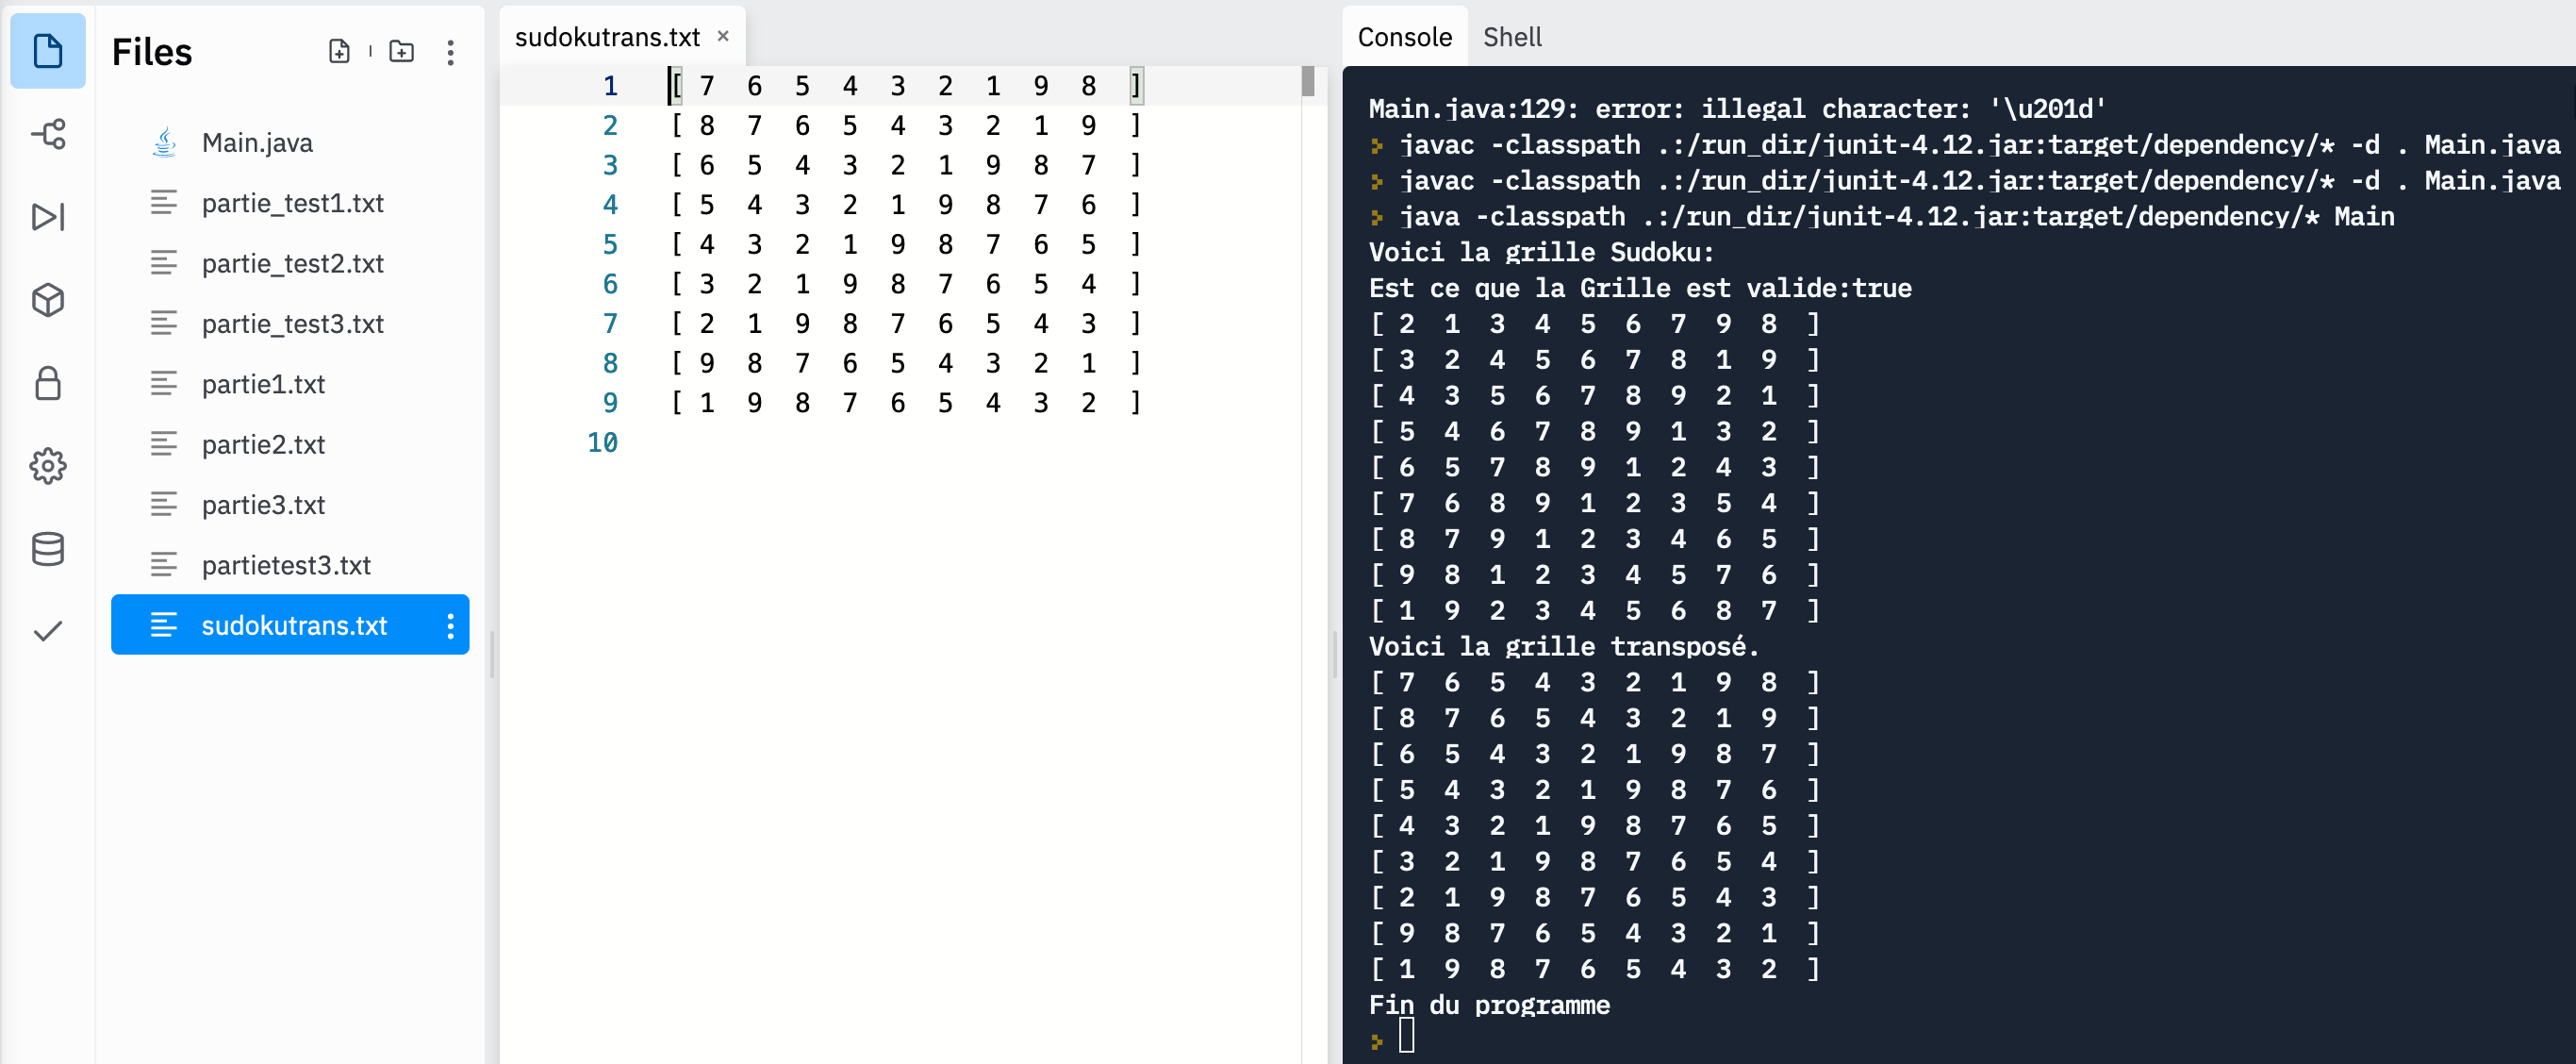 Files
Main.java
partie_test1.txt
partie_test2.txt
partie_test3.txt
partie1.txt
partie2.txt
partie3.txt
partietest3.txt
sudokutrans.txt
sudokutrans.txt ×
1 [ 7 6 5 4 3 2 1 9 8 ]
2 [ 8 7 6 5 4 3 2 1 9 ]
3 [ 6 5 4 3 2 1 9 8 7 ]
4 [ 5 4 3 2 1 9 8 7 6 ]
5 [ 4 3 2 1 9 8 7 6 5 ]
6 [ 3 2 1 9 8 7 6 5 4 ]
7 [ 2 1 9 8 7 6 5 4 3 ]
8 [ 9 8 7 6 5 4 3 2 1 ]
9 [ 1 9 8 7 6 5 4 3 2 ]
10
Console Shell
Main.java:129: error: illegal character: '\u201d'
javac -classpath .:/run_dir/junit-4.12.jar:target/dependency/* -d . Main.java
javac -classpath .:/run_dir/junit-4.12.jar:target/dependency/* -d . Main.java
java -classpath .:/run_dir/junit-4.12.jar:target/dependency/* Main
Voici la grille Sudoku:
Est ce que la Grille est valide:true
[ 2 1 3 4 5 6 7 9 8 ]
[ 3 2 4 5 6 7 8 1 9 ]
[ 4 3 5 6 7 8 9 2 1 ]
[ 5 4 6 7 8 9 1 3 2 ]
[ 6 5 7 8 9 1 2 4 3 ]
[ 7 6 8 9 1 2 3 5 4 ]
[ 8 7 9 1 2 3 4 6 5 ]
[ 9 8 1 2 3 4 5 7 6 ]
[ 1 9 2 3 4 5 6 8 7 ]
Voici la grille transposé.
[ 7 6 5 4 3 2 1 9 8 ]
[ 8 7 6 5 4 3 2 1 9 ]
[ 6 5 4 3 2 1 9 8 7 ]
[ 5 4 3 2 1 9 8 7 6 ]
[ 4 3 2 1 9 8 7 6 5 ]
[ 3 2 1 9 8 7 6 5 4 ]
[ 2 1 9 8 7 6 5 4 3 ]
[ 9 8 7 6 5 4 3 2 1 ]
[ 1 9 8 7 6 5 4 3 2 ]
Fin du programme